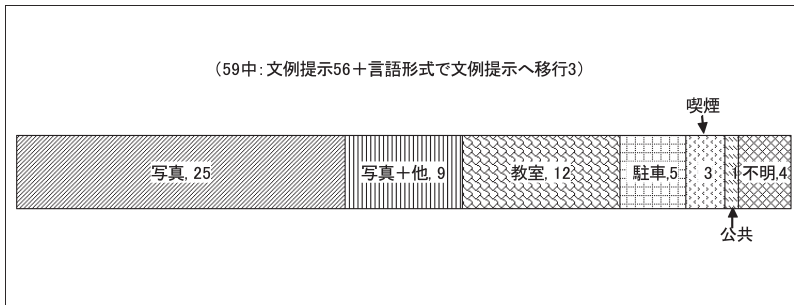 （59中：文例提示56＋言語形式で文例提示へ移行3）
喫煙
写真, 25
写真＋他, 9
教室, 12
駐車,5
3
1
不明,4
公共